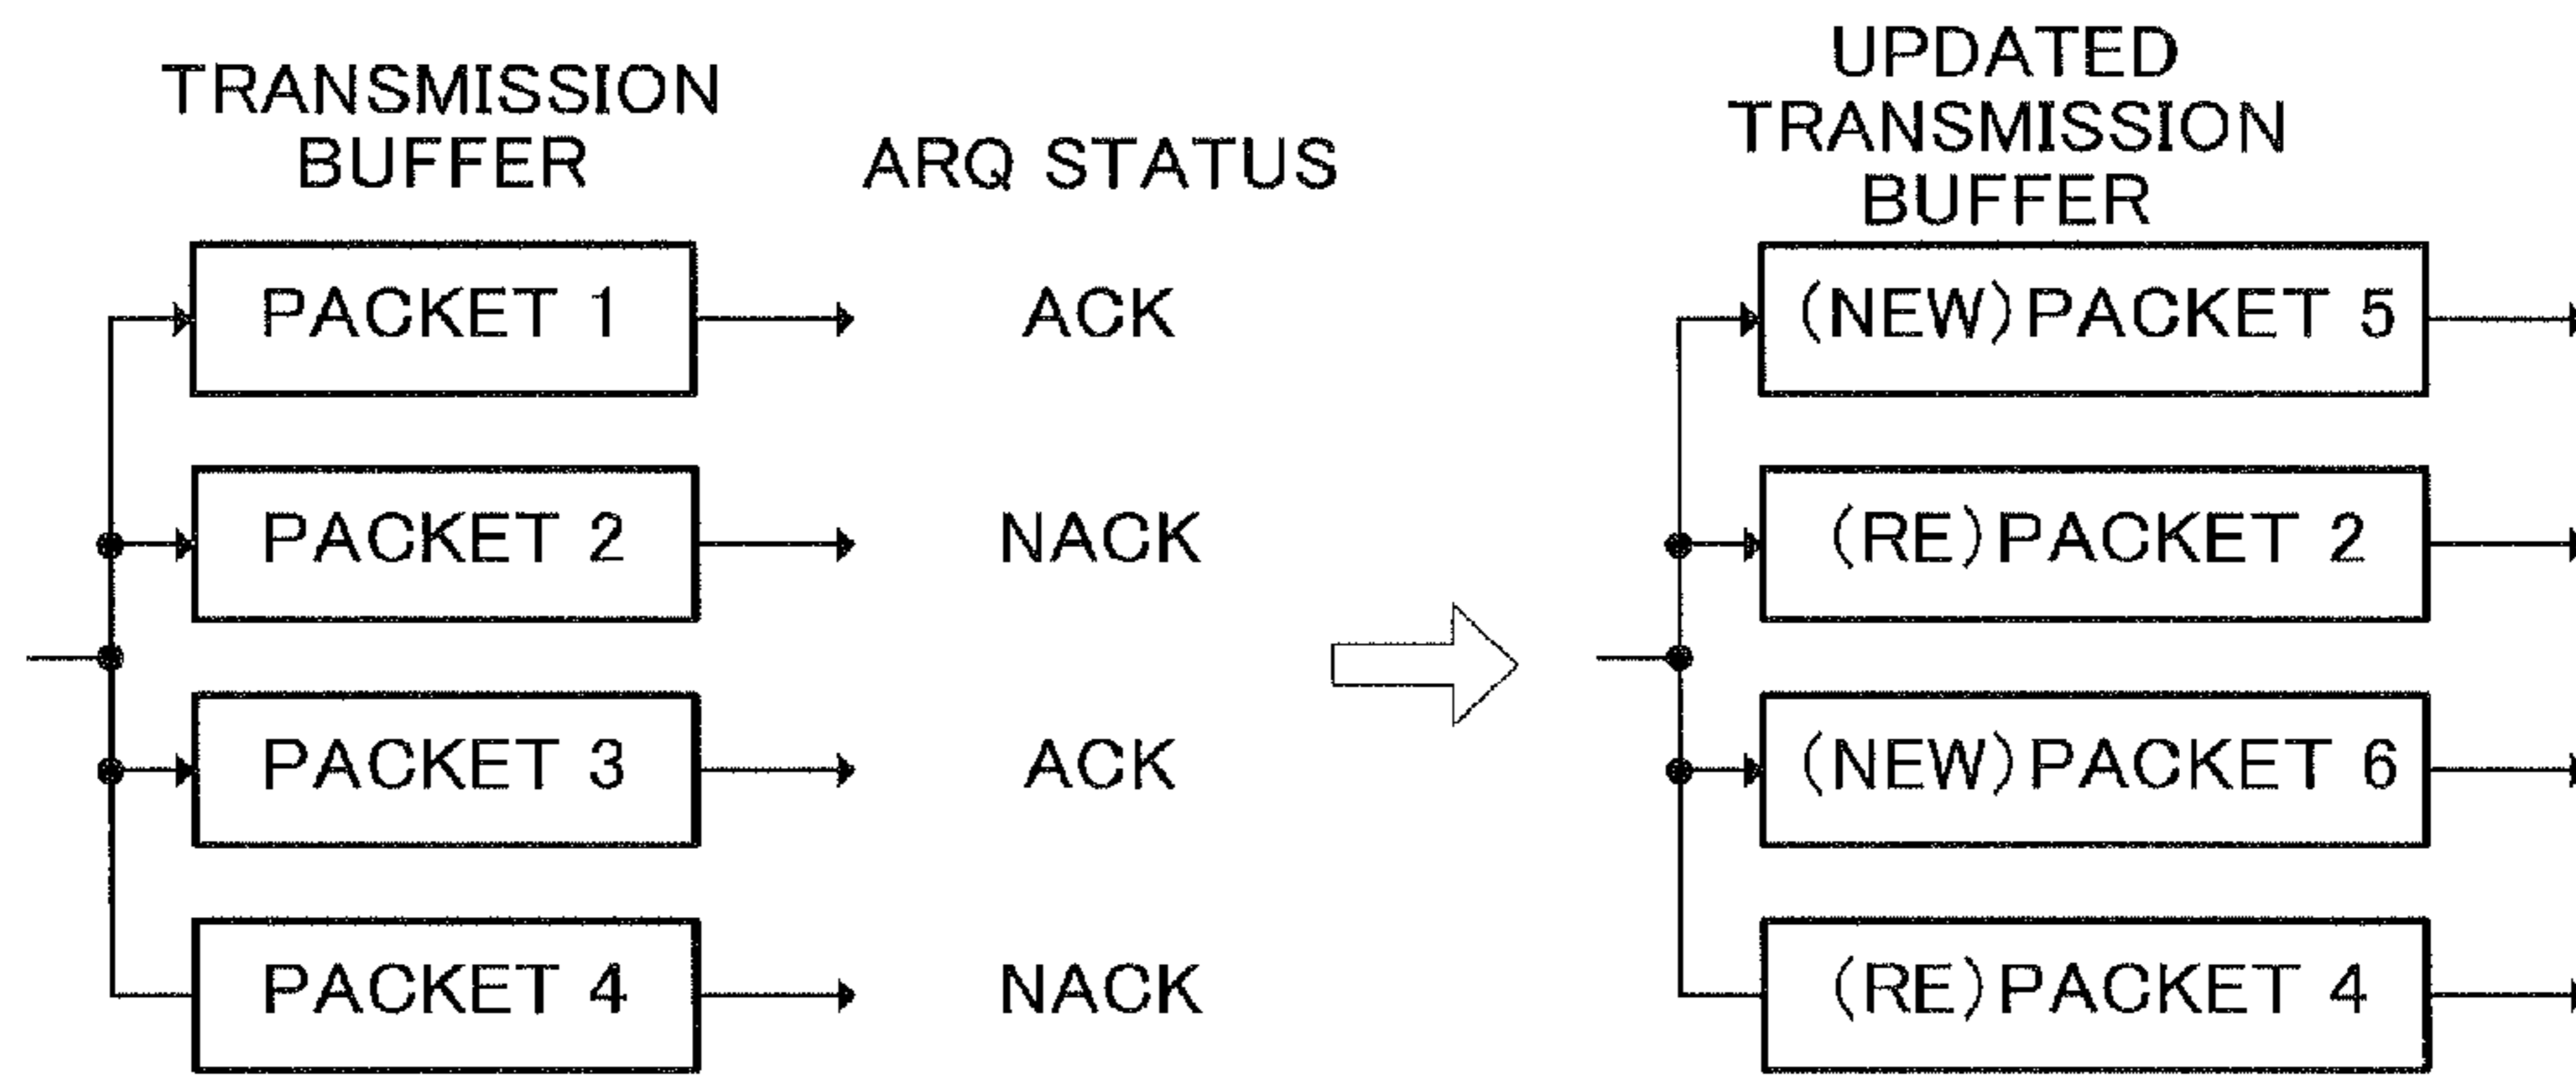 TRANSMISSION
BUFFER
ARQ STATUS
PACKET 1
ACK
PACKET 2
NACK
PACKET 3
ACK
PACKET 4
NACK
UPDATED
TRANSMISSION
BUFFER
(NEW)PACKET 5
(RE)PACKET 2
(NEW)PACKET 6
(RE)PACKET 4